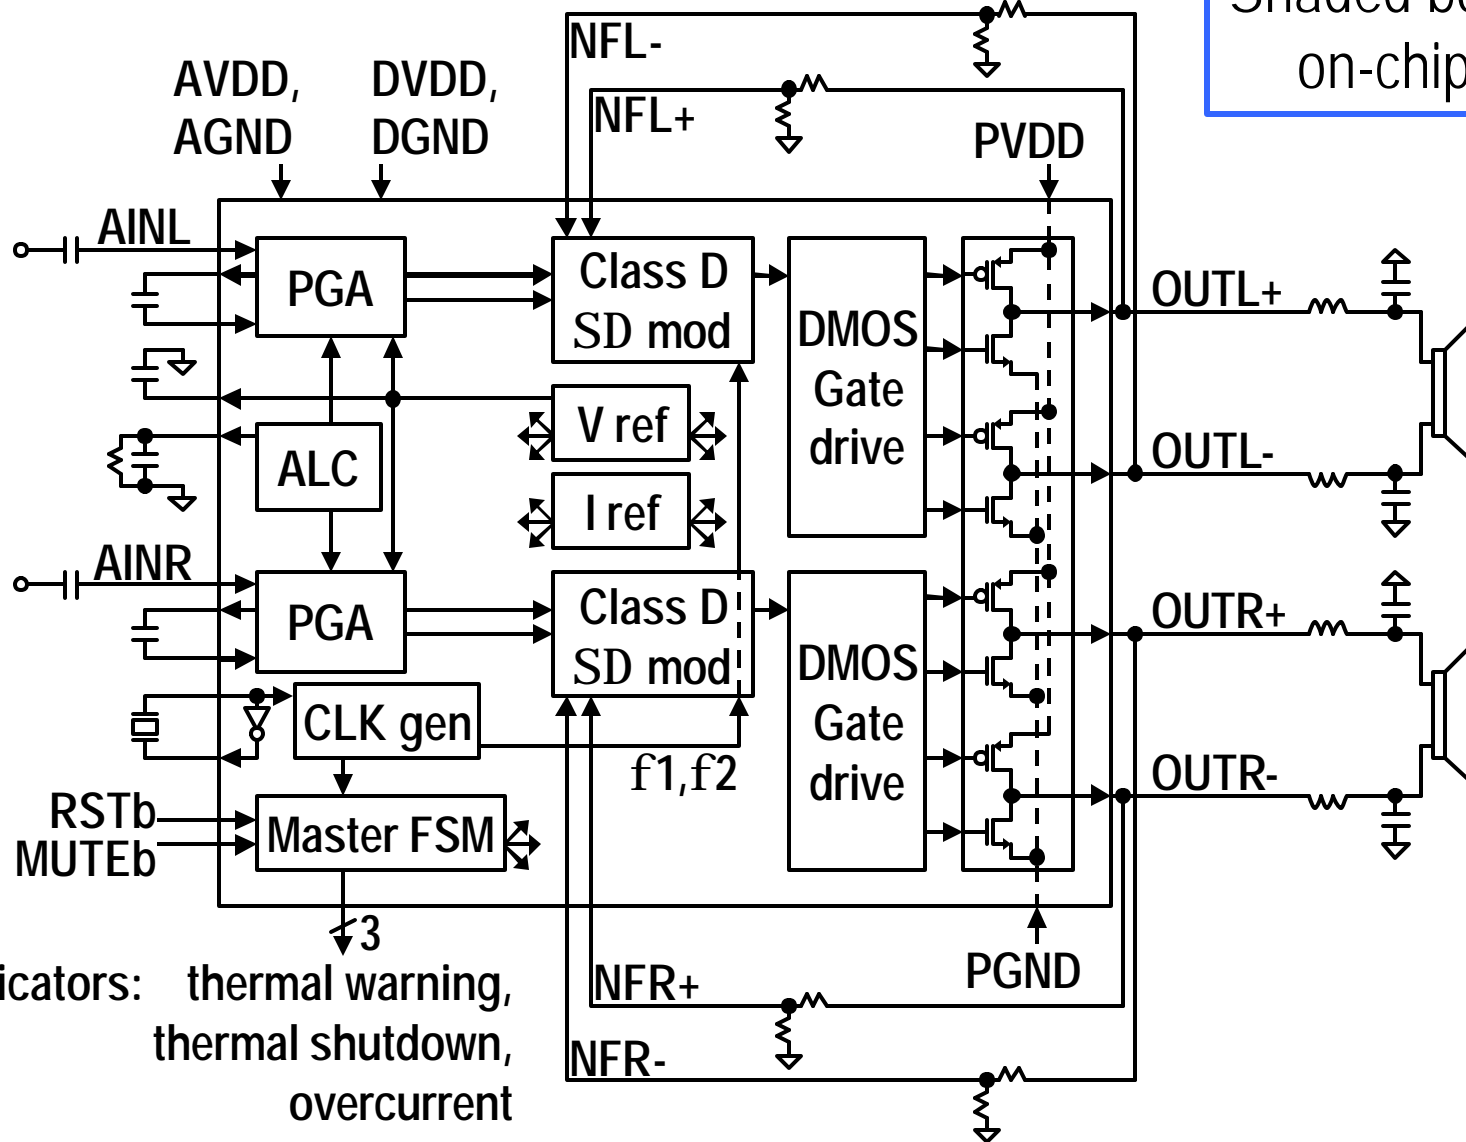 Shaded bo
on-chip
NFL-
AVDD,
AGND
DVDD,
DGND
NFL+
PVDD
AINL
PGA
Class D
SD mod
DMOS
Gate
drive
OUTL+
V ref
OUTL-
ALC
I ref
AINR
PGA
Class D
SD mod
DMOS
Gate
drive
OUTR+
CLK gen
f1,f2
OUTR-
RSTb
MUTEb
Master FSM
3
PGND
icators: thermal warning,
thermal shutdown,
overcurrent
NFR+
NFR-